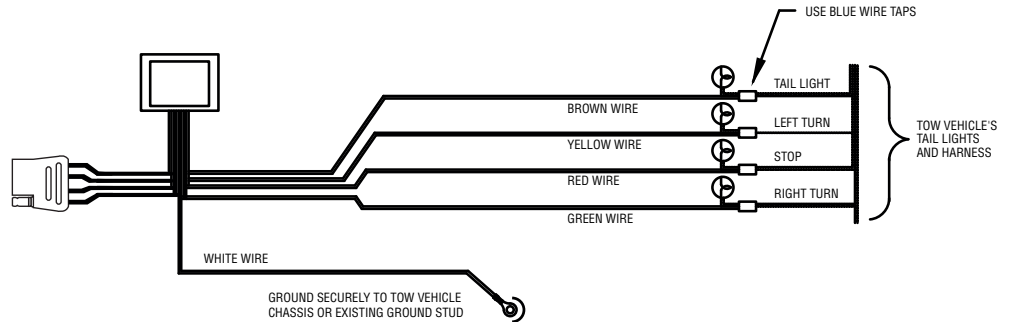 USE BLUE WIRE TAPS
TAIL LIGHT
BROWN WIRE
LEFT TURN
YELLOW WIRE
TOW VEHICLE'S
TAIL LIGHTS
AND HARNESS
STOP
RED WIRE
RIGHT TURN
GREEN WIRE
WHITE WIRE
GROUND SECURELY TO TOW VEHICLE
CHASSIS OR EXISTING GROUND STUD